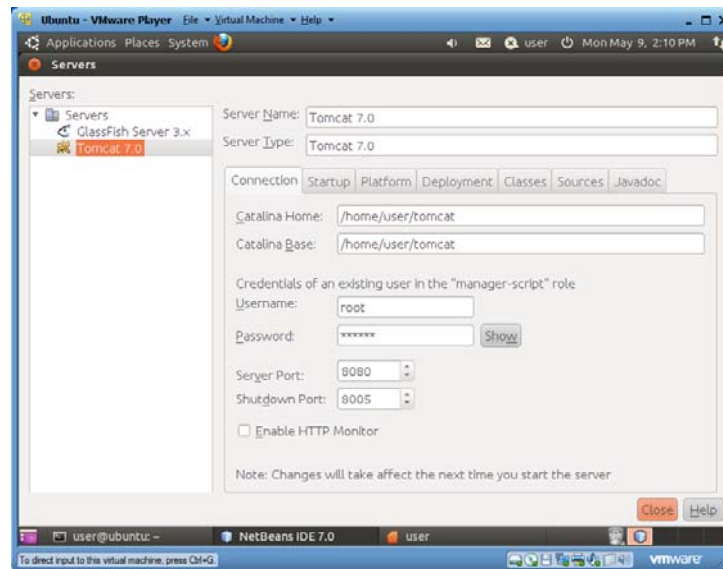 Ubuntu - VMware Player File Virtual Machine Help
Applications Places System user Mon May 9, 2:10 PM
Servers
Servers:
Servers
GlassFish Server 3.x
Tomcat 7.0
Server Name: Tomcat 7.0
Server Type: Tomcat 7.0
Connection Startup Platform Deployment Classes Sources Javadoc
Catalina Home: /home/user/tomcat
Catalina Base: /home/user/tomcat
Credentials of an existing user in the "manager-script" role
Username: root
Password: ****** Show
Server Port: 8080
Shutdown Port: 8005
Enable HTTP Monitor
Note: Changes will take affect the next time you start the server
Close Help
user@ubuntu: ~ NetBeans IDE 7.0 user
To direct input to this virtual machine, press Ctrl+G. vmware